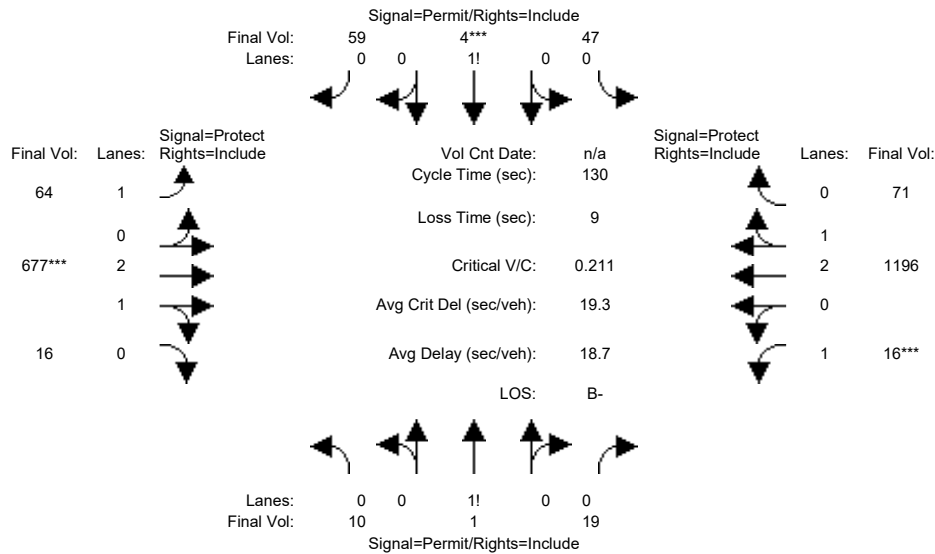 Signal=Permit/Rights=Include
Final Vol: 59 4*** 47
Lanes: 0 0 1! 0 0
Signal=Protect
Final Vol: Lanes: Rights=Include
Vol Cnt Date: n/a
Signal=Protect
Rights=Include Lanes: Final Vol:
Cycle Time (sec): 130
64 1
0 71
Loss Time (sec): 9
0
1
677*** 2
Critical V/C: 0.211
2 1196
1
Avg Crit Del (sec/veh): 19.3
0
16 0
Avg Delay (sec/veh): 18.7
1 16***
LOS: B-
Lanes: 0 0 1! 0 0
Final Vol: 10 1 19
Signal=Permit/Rights=Include